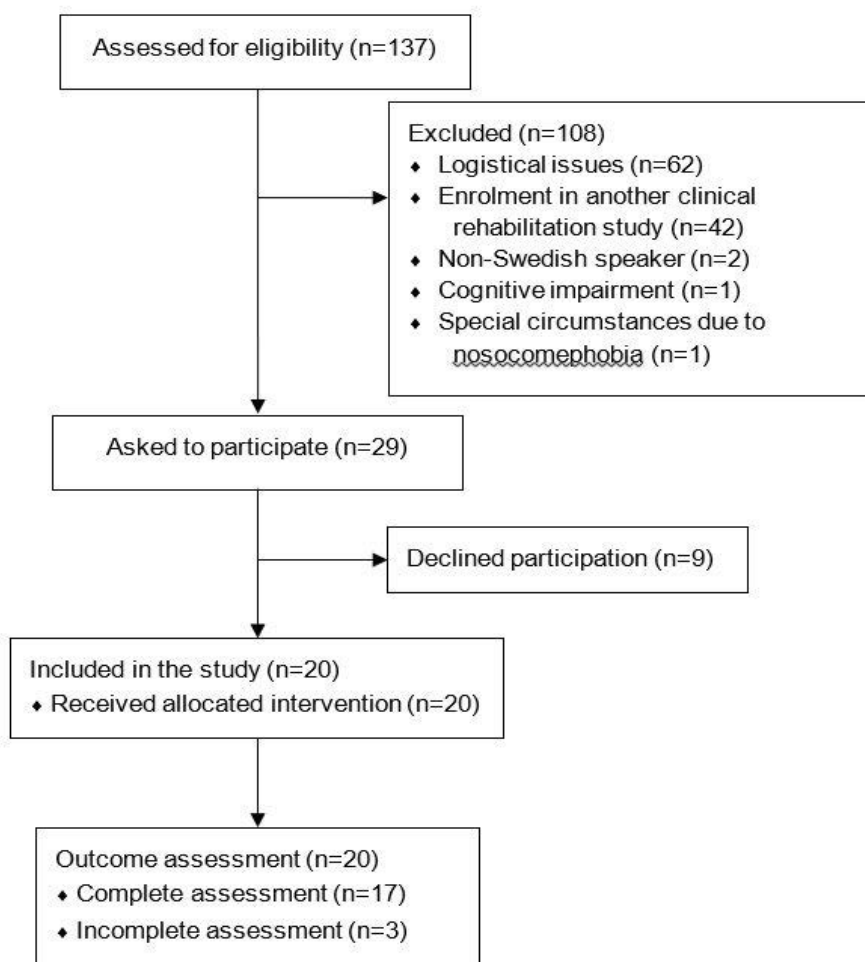 Assessed for eligibility (n=137)
Excluded (n=108)
♦ Logistical issues (n=62)
♦ Enrolment in another clinical
rehabilitation study (n=42)
♦ Non-Swedish speaker (n=2)
♦ Cognitive impairment (n=1)
♦ Special circumstances due to
nosocomephobia (n=1)
Asked to participate (n=29)
Declined participation (n=9)
Included in the study (n=20)
♦ Received allocated intervention (n=20)
Outcome assessment (n=20)
♦ Complete assessment (n=17)
♦ Incomplete assessment (n=3)